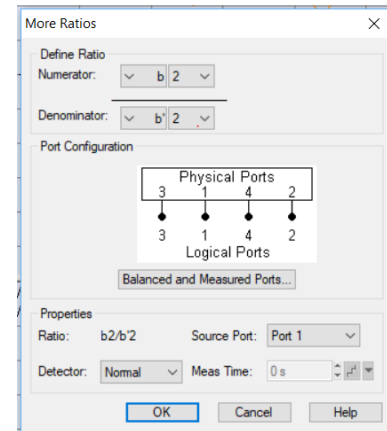 More Ratios
Define Ratio
Numerator: b 2
Denominator: b' 2
Port Configuration
Physical Ports
3 1 4 2
3 1 4 2
Logical Ports
Balanced and Measured Ports...
Properties
Ratio: b2/b'2 Source Port: Port 1
Detector: Normal Meas Time: 0 s
OK Cancel Help